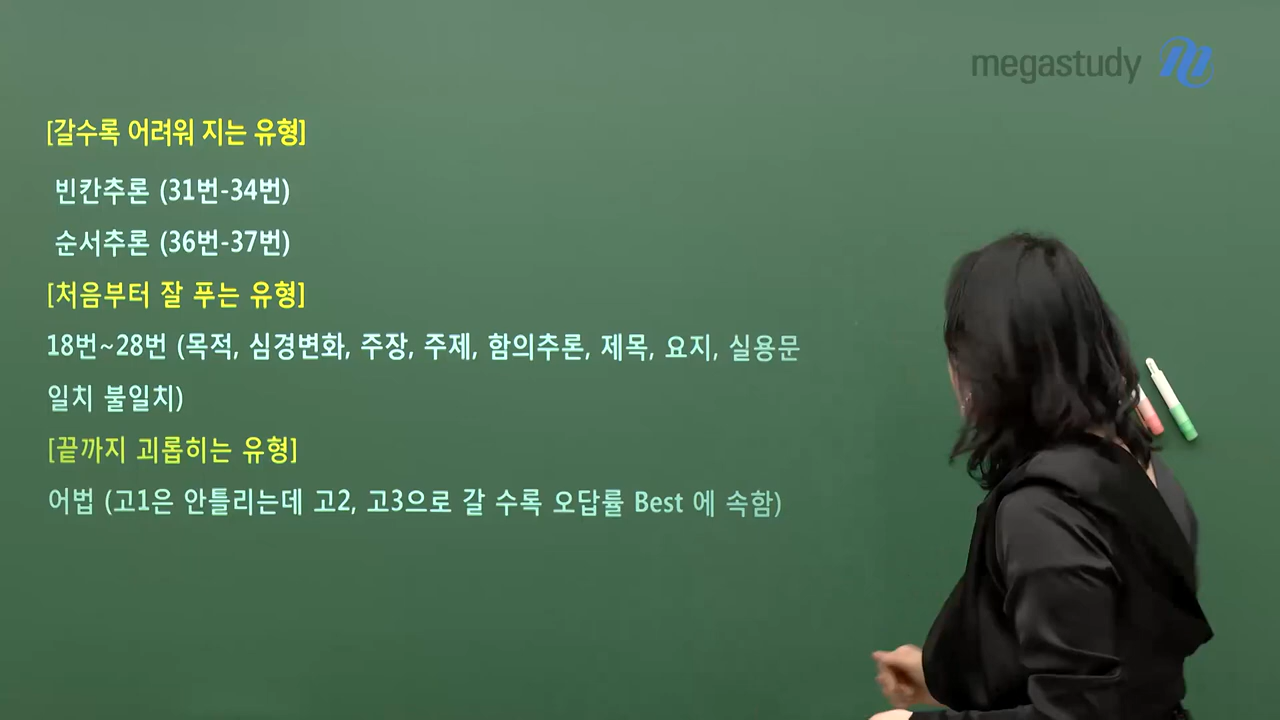 megastudy
[갈수록 어려워 지는 유형]
빈칸추론 (31번-34번)
순서추론 (36번-37번)
[처음부터 잘 푸는 유형]
18번~28번 (목적, 심경변화, 주장, 주제, 함의추론, 제목, 요지, 실용문
일치 불일치)
[끝까지 괴롭히는 유형]
어법 (고1은 안틀리는데 고2, 고3으로 갈 수록 오답률 Best 에 속함)